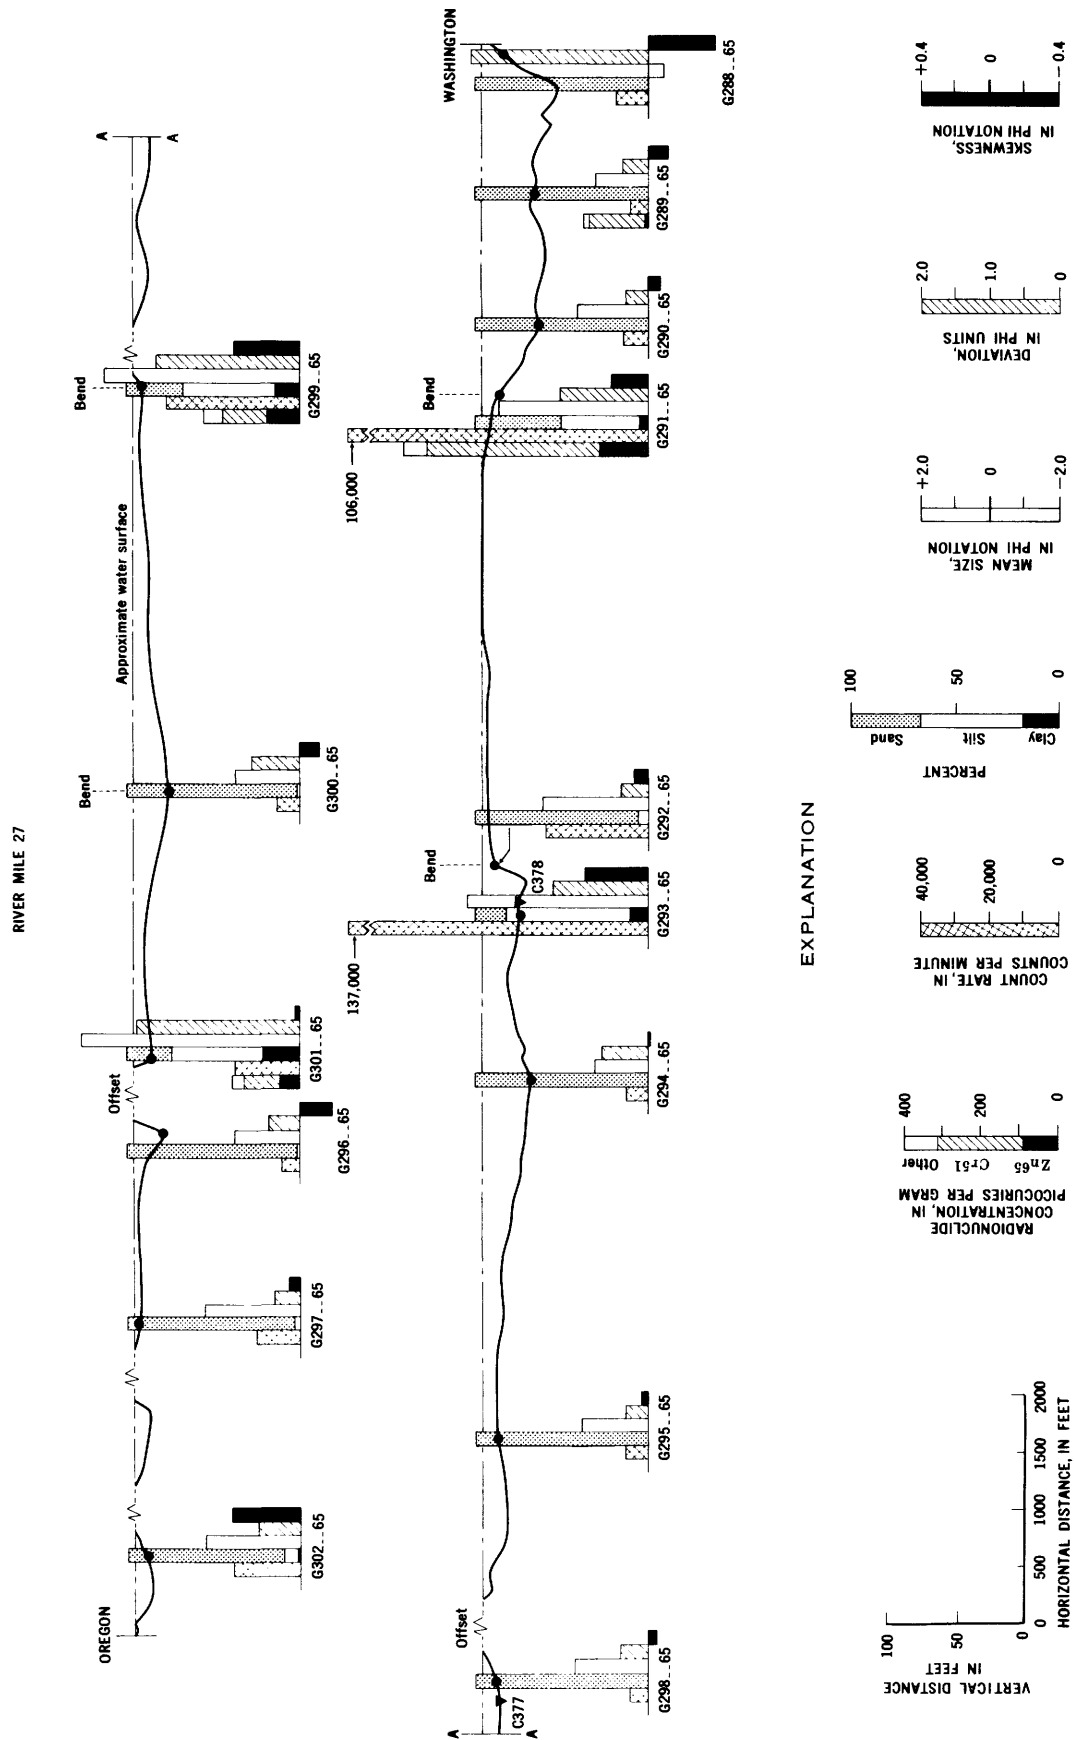 RIVER MILE 27
OREGON
G302--65
G297--65
G296--65
Offset
G301--65
Bend
G300--65
Approximate water surface
Bend
G299--65
A
A
A
A
C377
G298--65
Offset
G295--65
G294--65
137,000
G293--65
C378
Bend
G292--65
106,000
G291--65
Bend
G290--65
G289--65
WASHINGTON
G288--65
EXPLANATION
VERTICAL DISTANCE
IN FEET
100
50
0
0 500 1000 1500 2000
HORIZONTAL DISTANCE, IN FEET
RADIONUCLIDE
CONCENTRATION, IN
PICOCURIES PER GRAM
Other
Cr51
Zn65
400
200
0
COUNT RATE, IN
COUNTS PER MINUTE
40,000
20,000
0
PERCENT
Sand
Silt
Clay
100
50
0
MEAN SIZE,
IN PHI NOTATION
+2.0
0
-2.0
DEVIATION,
IN PHI UNITS
2.0
1.0
0
SKEWNESS,
IN PHI NOTATION
+0.4
0
-0.4